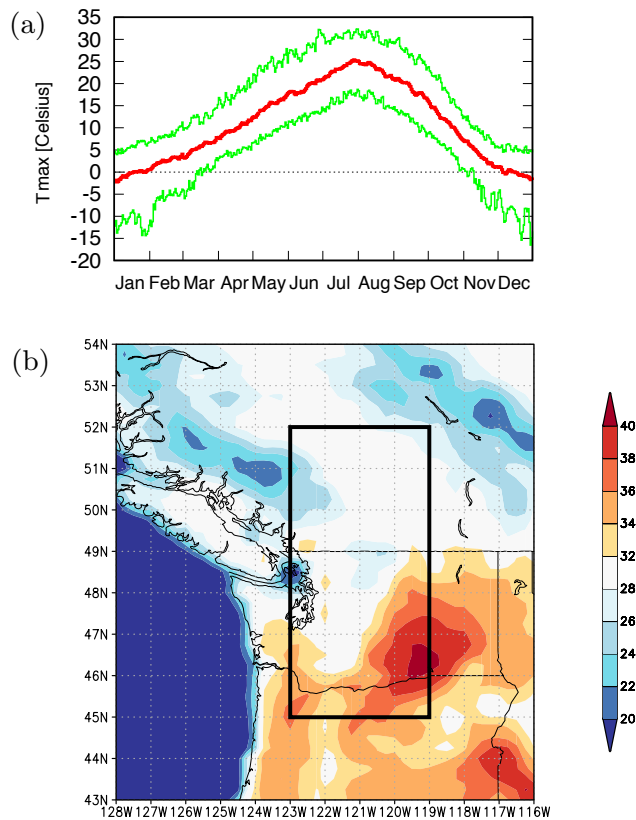 (a)
Tmax [Celsius]
35
30
25
20
15
10
5
0
-5
-10
-15
-20
Jan Feb Mar Apr May Jun Jul Aug Sep Oct Nov Dec
(b)
54N
53N
52N
51N
50N
49N
48N
47N
46N
45N
44N
43N
128W 127W 126W 125W 124W 123W 122W 121W 120W 119W 118W 117W 116W
40
38
36
34
32
30
28
26
24
22
20